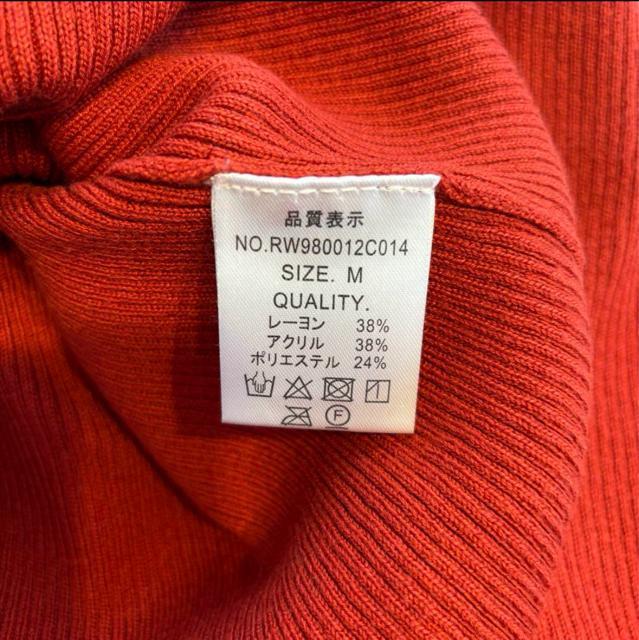 品質表示
NO.RW980012C014
SIZE. M
QUALITY.
レーヨン 38%
アクリル 38%
ポリエステル 24%
F